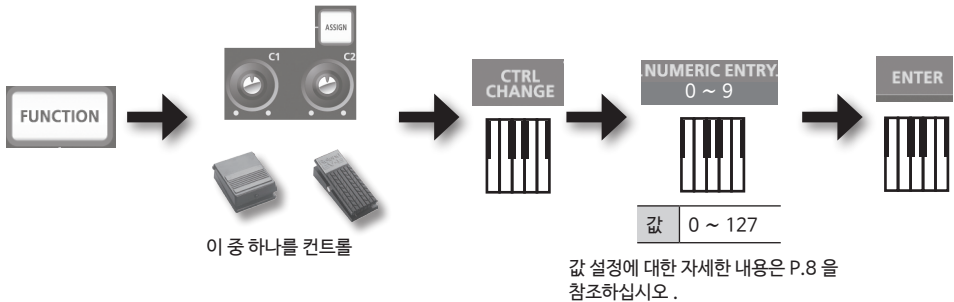 FUNCTION
ASSIGN
C1
C2
이 중 하나를 컨트롤
CTRL
CHANGE
NUMERIC ENTRY
0 ~ 9
값 0 ~ 127
값 설정에 대한 자세한 내용은 P.8 을
참조하십시오 .
ENTER